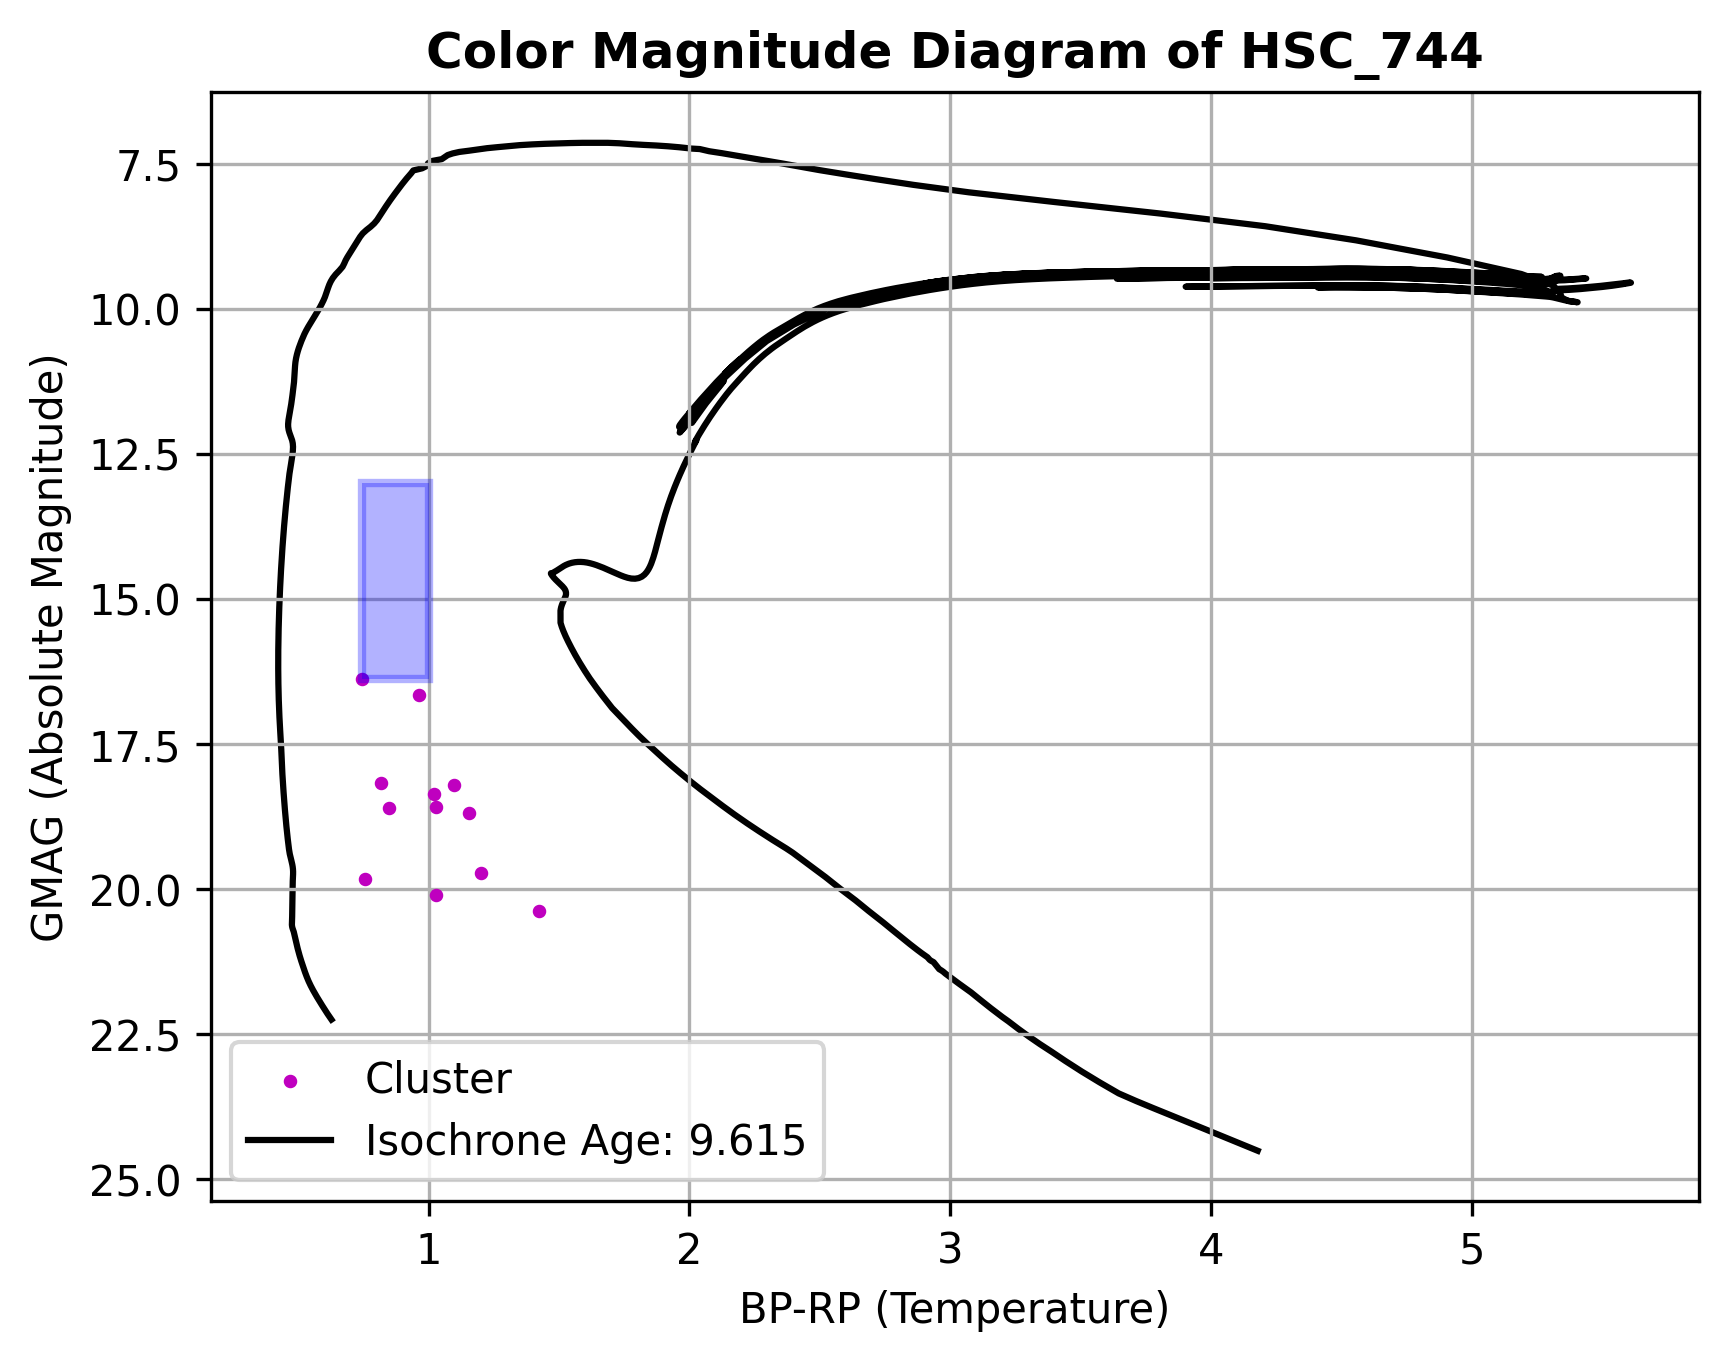 Color Magnitude Diagram of HSC_744
GMAG (Absolute Magnitude)
7.5
10.0
12.5
15.0
17.5
20.0
22.5
25.0
Cluster
Isochrone Age: 9.615
1 2 3 4 5
BP-RP (Temperature)